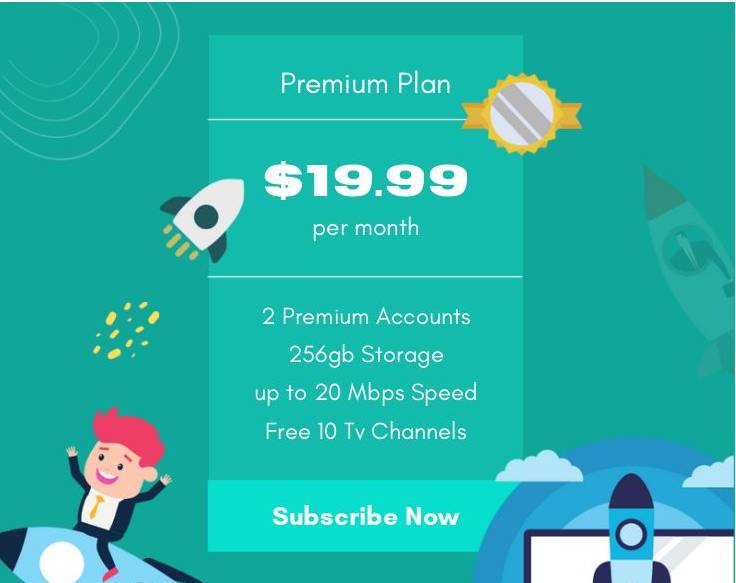 Premium Plan
$19.99
per month
2 Premium Accounts
256gb Storage
up to 20 Mbps Speed
Free 10 Tv Channels
Subscribe Now